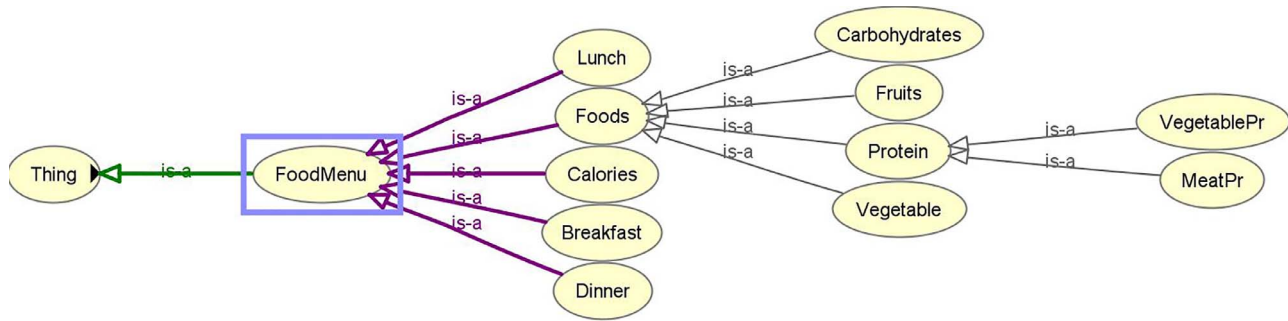 Thing
is-a
FoodMenu
is-a
is-a
is-a
is-a
is-a
Lunch
Foods
Calories
Breakfast
Dinner
is-a
is-a
is-a
is-a
Carbohydrates
Fruits
Protein
Vegetable
is-a
is-a
VegetablePr
MeatPr